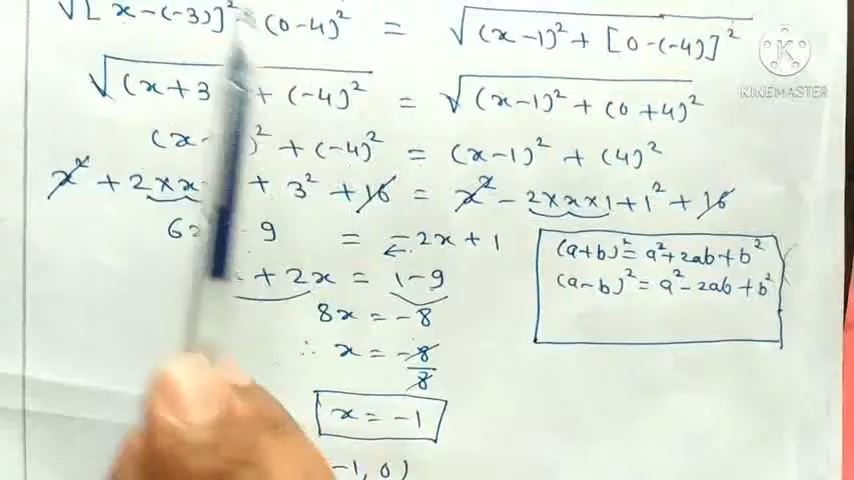 √[x-(-3)]² (0-4)² = √(x-1)² + [0-(-4)]²
KINEMASTER
√(x+3 + (-4)² = √(x-1)² + (0+4)²
(x- )² + (-4)² = (x-1)² + (4)²
x² + 2×x + 3² + 16 = x² - 2×x×1 + 1² + 16
6 9 = -2x + 1
+ 2x = 1-9
8x = -8
∴ x = -8/8
x = -1
-1, 0)
(a+b)² = a² + 2ab + b²
(a-b)² = a² - 2ab + b²